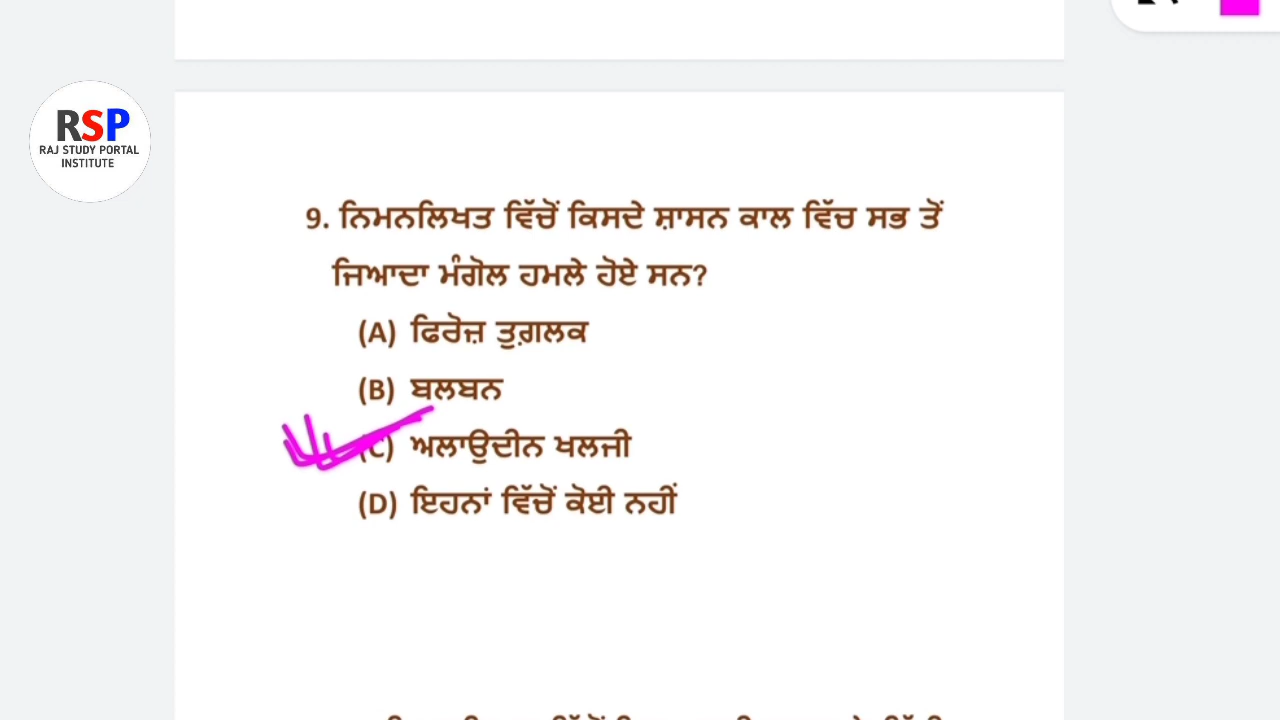 RSP
RAJ STUDY PORTAL
INSTITUTE
9. ਨਿਮਨਲਿਖਤ ਵਿੱਚੋਂ ਕਿਸਦੇ ਸ਼ਾਸਨ ਕਾਲ ਵਿੱਚ ਸਭ ਤੋਂ
ਜਿਆਦਾ ਮੰਗੋਲ ਹਮਲੇ ਹੋਏ ਸਨ?
(A) ਫਿਰੋਜ਼ ਤੁਗ਼ਲਕ
(B) ਬਲਬਨ
(C) ਅਲਾਉਦੀਨ ਖਲਜੀ
(D) ਇਹਨਾਂ ਵਿੱਚੋਂ ਕੋਈ ਨਹੀਂ